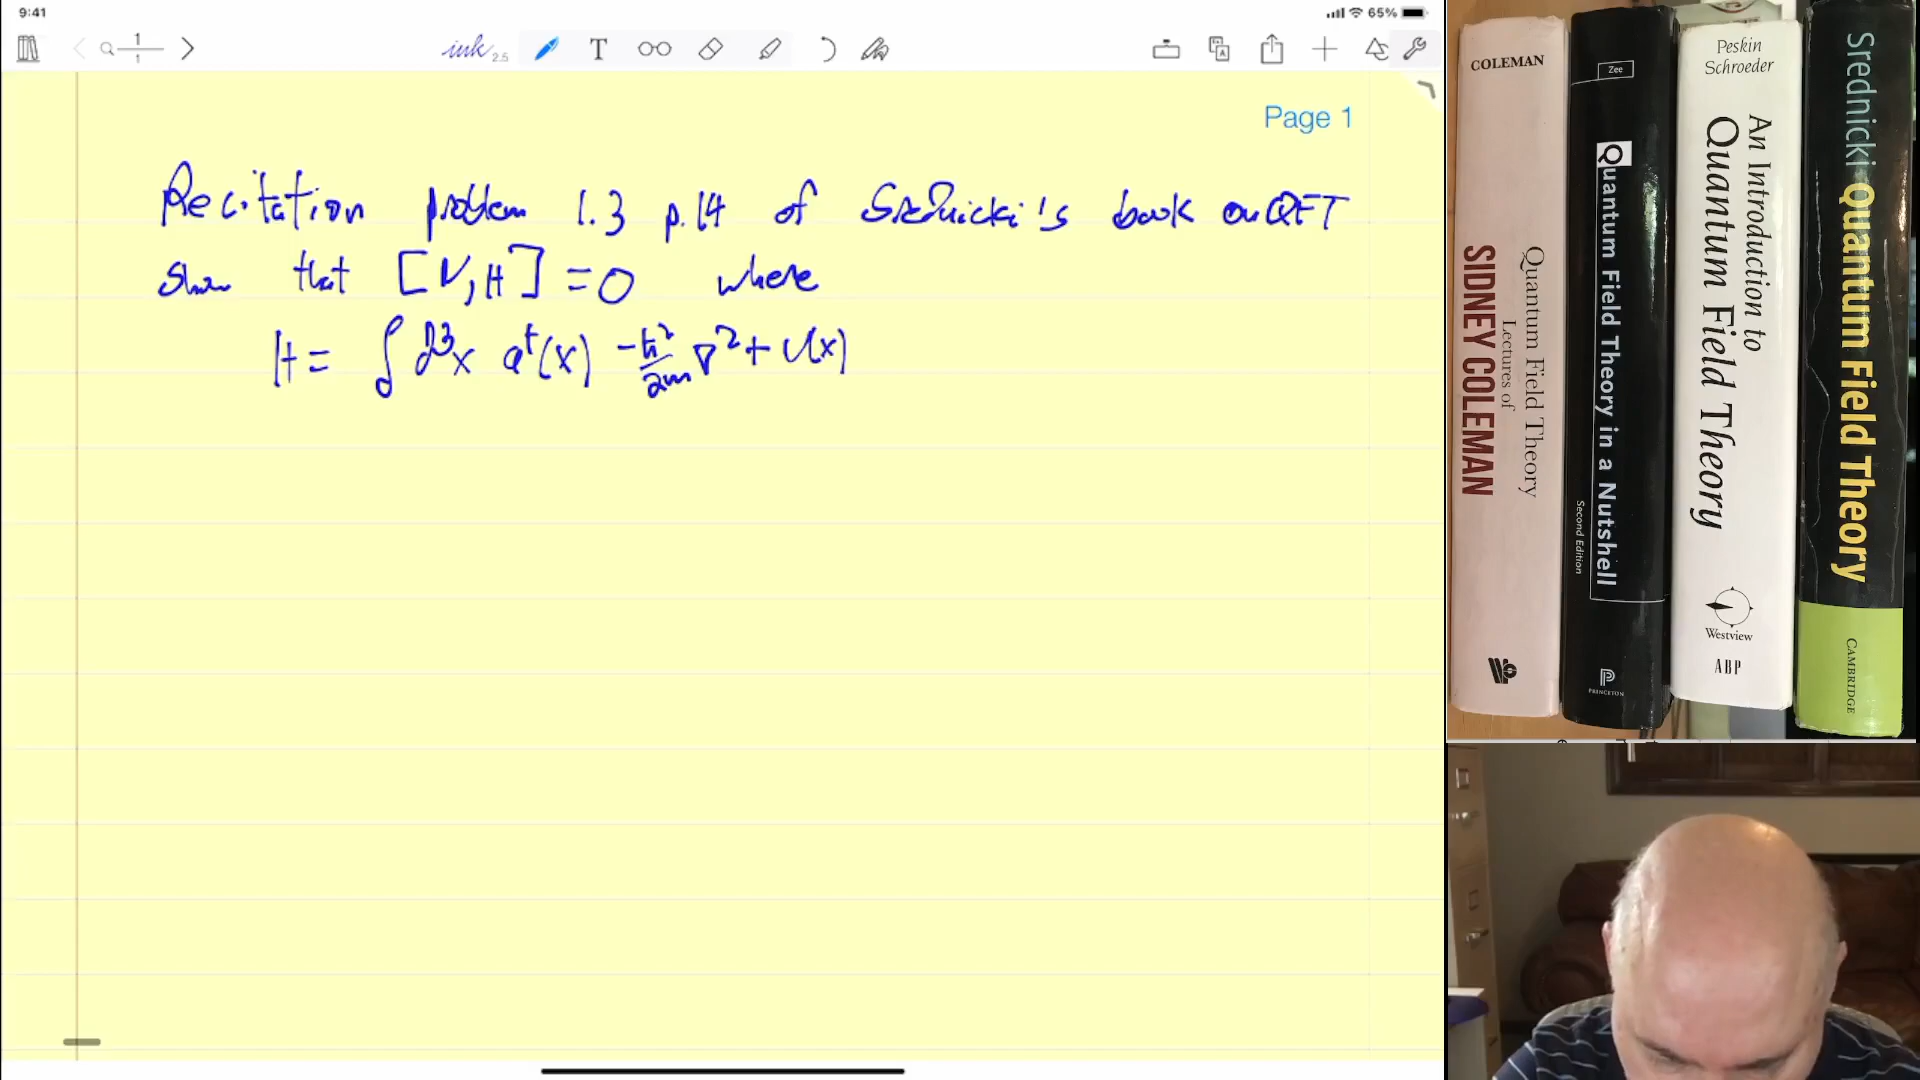 9:41
65%
1
1
ink 2.5
T
Page 1
Recitation problem 1.3 p.14 of Srednicki's book on QFT
show that [N,H] = 0 where
H = ∫ d³x a†(x) -ħ²/2m ∇² + U(x)
COLEMAN
Quantum Field Theory
Lectures of
SIDNEY COLEMAN
Zee
Quantum Field Theory in a Nutshell
Second Edition
PRINCETON
Peskin
Schroeder
An Introduction to
Quantum Field Theory
Westview
ABP
Srednicki Quantum Field Theory
CAMBRIDGE